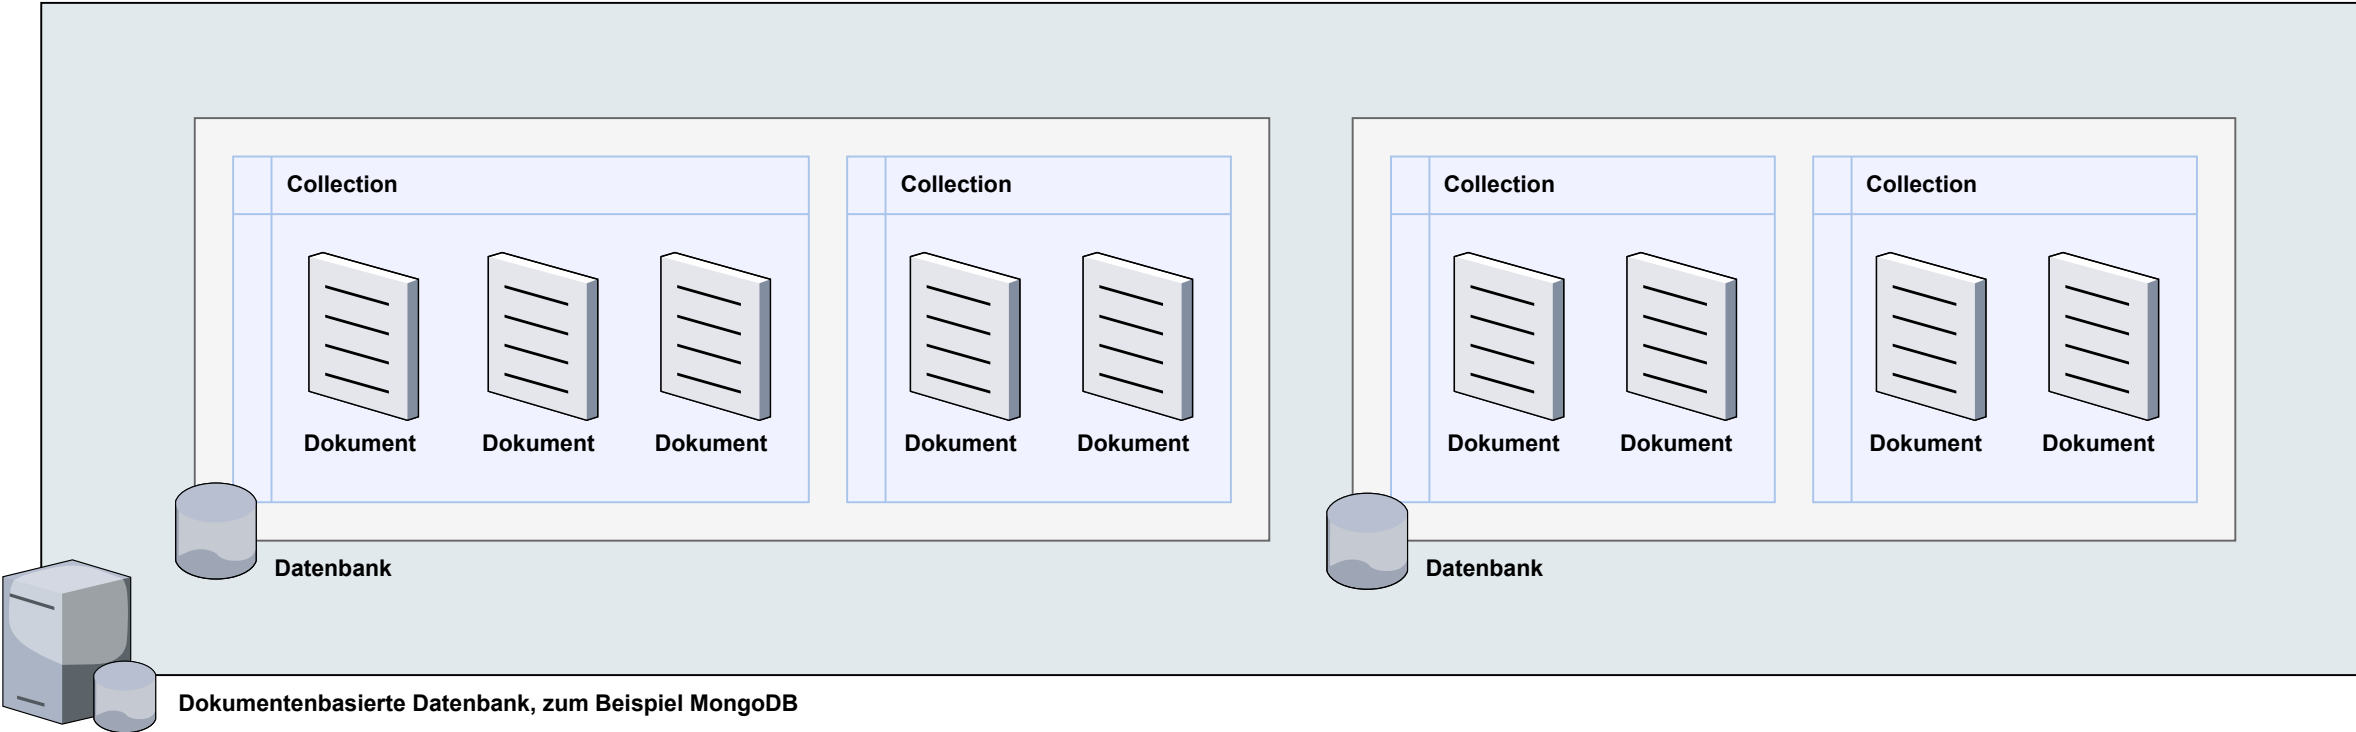 Collection
Dokument Dokument Dokument
Collection
Dokument Dokument
Datenbank
Collection
Dokument Dokument
Collection
Dokument Dokument
Datenbank
Dokumentenbasierte Datenbank, zum Beispiel MongoDB